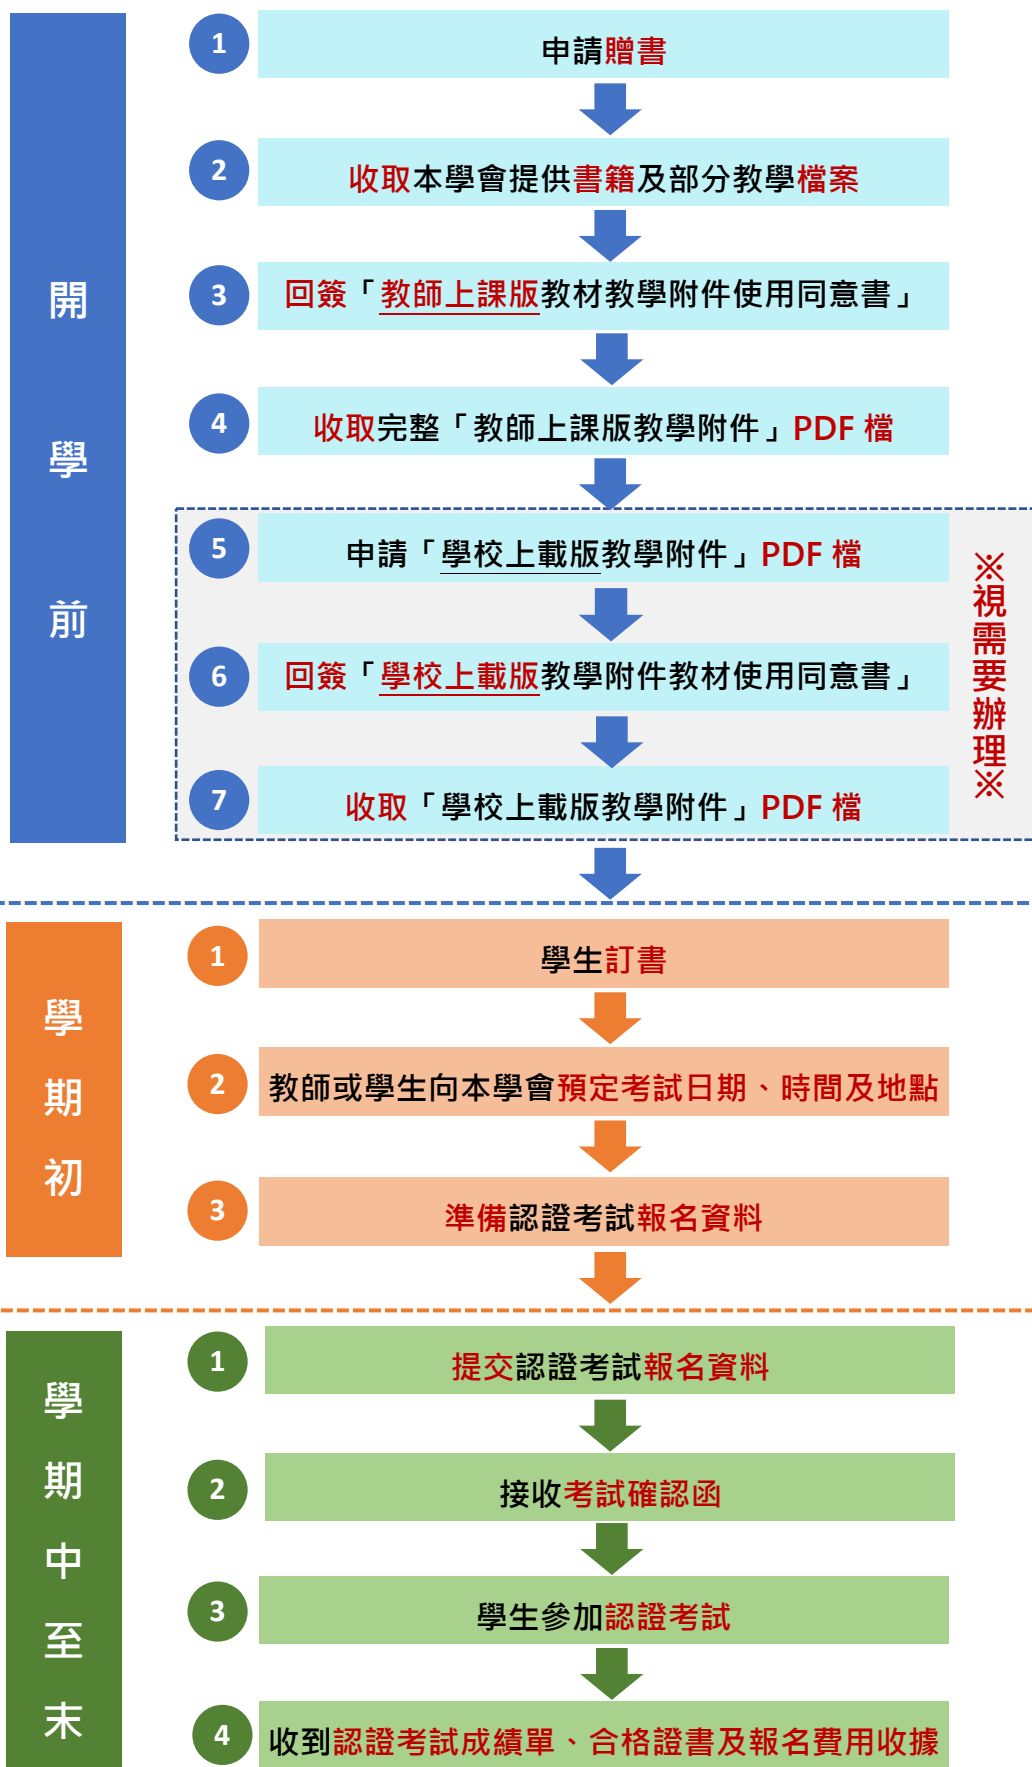 開學前
1
申請贈書
2
收取本學會提供書籍及部分教學檔案
3
回簽「教師上課版教材教學附件使用同意書」
4
收取完整「教師上課版教學附件」PDF 檔
5
申請「學校上載版教學附件」PDF 檔
6
回簽「學校上載版教學附件教材使用同意書」
7
收取「學校上載版教學附件」PDF 檔
※視需要辦理※
學期初
1
學生訂書
2
教師或學生向本學會預定考試日期、時間及地點
3
準備認證考試報名資料
學期中至末
1
提交認證考試報名資料
2
接收考試確認函
3
學生參加認證考試
4
收到認證考試成績單、合格證書及報名費用收據